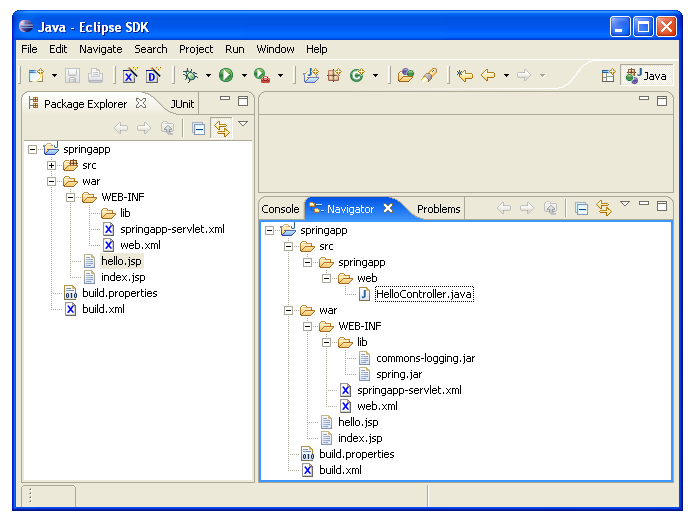 Java - Eclipse SDK
File Edit Navigate Search Project Run Window Help
Java
Package Explorer JUnit
springapp
src
war
WEB-INF
lib
springapp-servlet.xml
web.xml
hello.jsp
index.jsp
build.properties
build.xml
Console Navigator Problems
springapp
src
springapp
web
HelloController.java
war
WEB-INF
lib
commons-logging.jar
spring.jar
springapp-servlet.xml
web.xml
hello.jsp
index.jsp
build.properties
build.xml